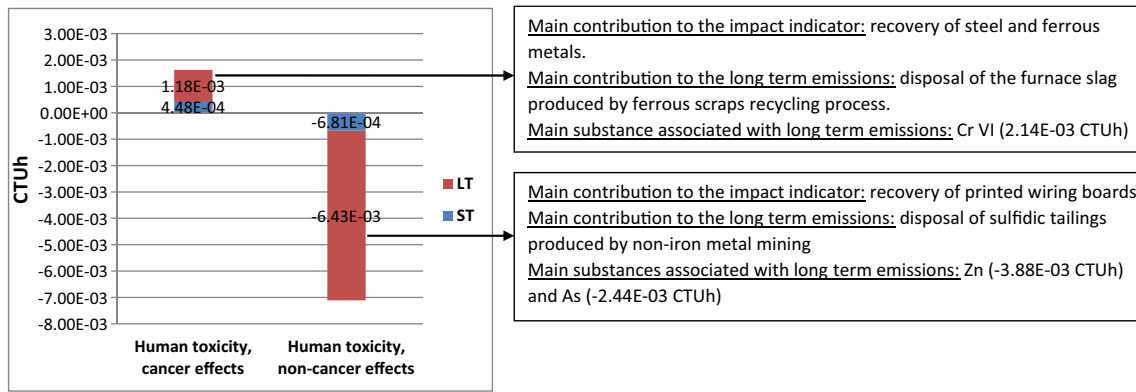 3.00E-03
2.00E-03
1.00E-03
0.00E+00
-1.00E-03
-2.00E-03
-3.00E-03
-4.00E-03
-5.00E-03
-6.00E-03
-7.00E-03
-8.00E-03
CTUh
1.18E-03
4.48E-04
-6.81E-04
-6.43E-03
Human toxicity,
cancer effects
Human toxicity,
non-cancer effects
LT
ST
Main contribution to the impact indicator: recovery of steel and ferrous
metals.
Main contribution to the long term emissions: disposal of the furnace slag
produced by ferrous scraps recycling process.
Main substance associated with long term emissions: Cr VI (2.14E-03 CTUh)
Main contribution to the impact indicator: recovery of printed wiring boards
Main contribution to the long term emissions: disposal of sulfidic tailings
produced by non-iron metal mining
Main substances associated with long term emissions: Zn (-3.88E-03 CTUh)
and As (-2.44E-03 CTUh)